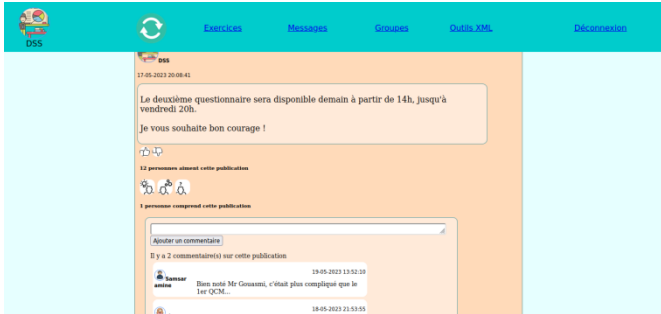 DSS
Exercices
Messages
Groupes
Outils XML
Déconnexion
DSS
17-05-2023 20:08:41
Le deuxième questionnaire sera disponible demain à partir de 14h, jusqu'à
vendredi 20h.
Je vous souhaite bon courage !
12 personnes aiment cette publication
1 personne comprend cette publication
Ajouter un commentaire
Il y a 2 commentaire(s) sur cette publication
Samsar
amine
19-05-2023 13:52:10
Bien noté Mr Gouasmi, c'était plus compliqué que le
1er QCM...
18-05-2023 21:53:55